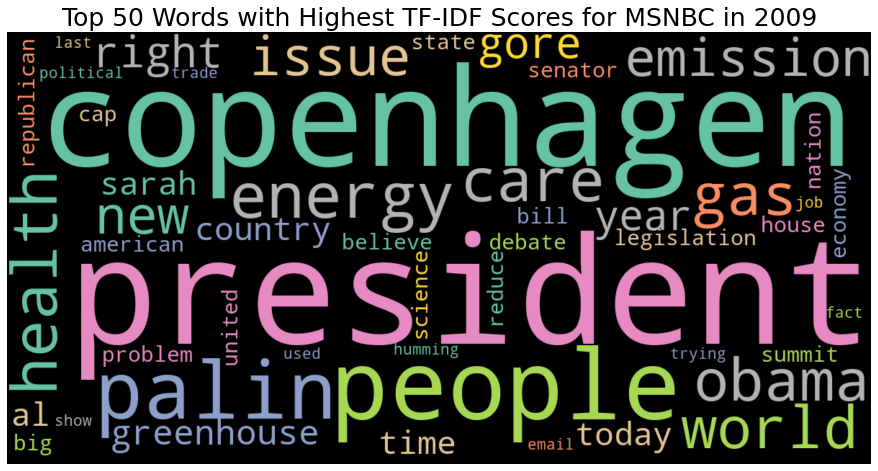 Top 50 Words with Highest TF-IDF Scores for MSNBC in 2009
last
right
issue
state
gore
emission
political
trade
senator
republican
cap
copenhagen
nation
sarah
energy
care
gas
job
new
country
year
house
economy
bill
health
american
believe
debate
legislation
president
science
reduce
united
fact
problem
used
humming
trying
summit
palin
people
obama
al
show
greenhouse
time
today
world
big
email